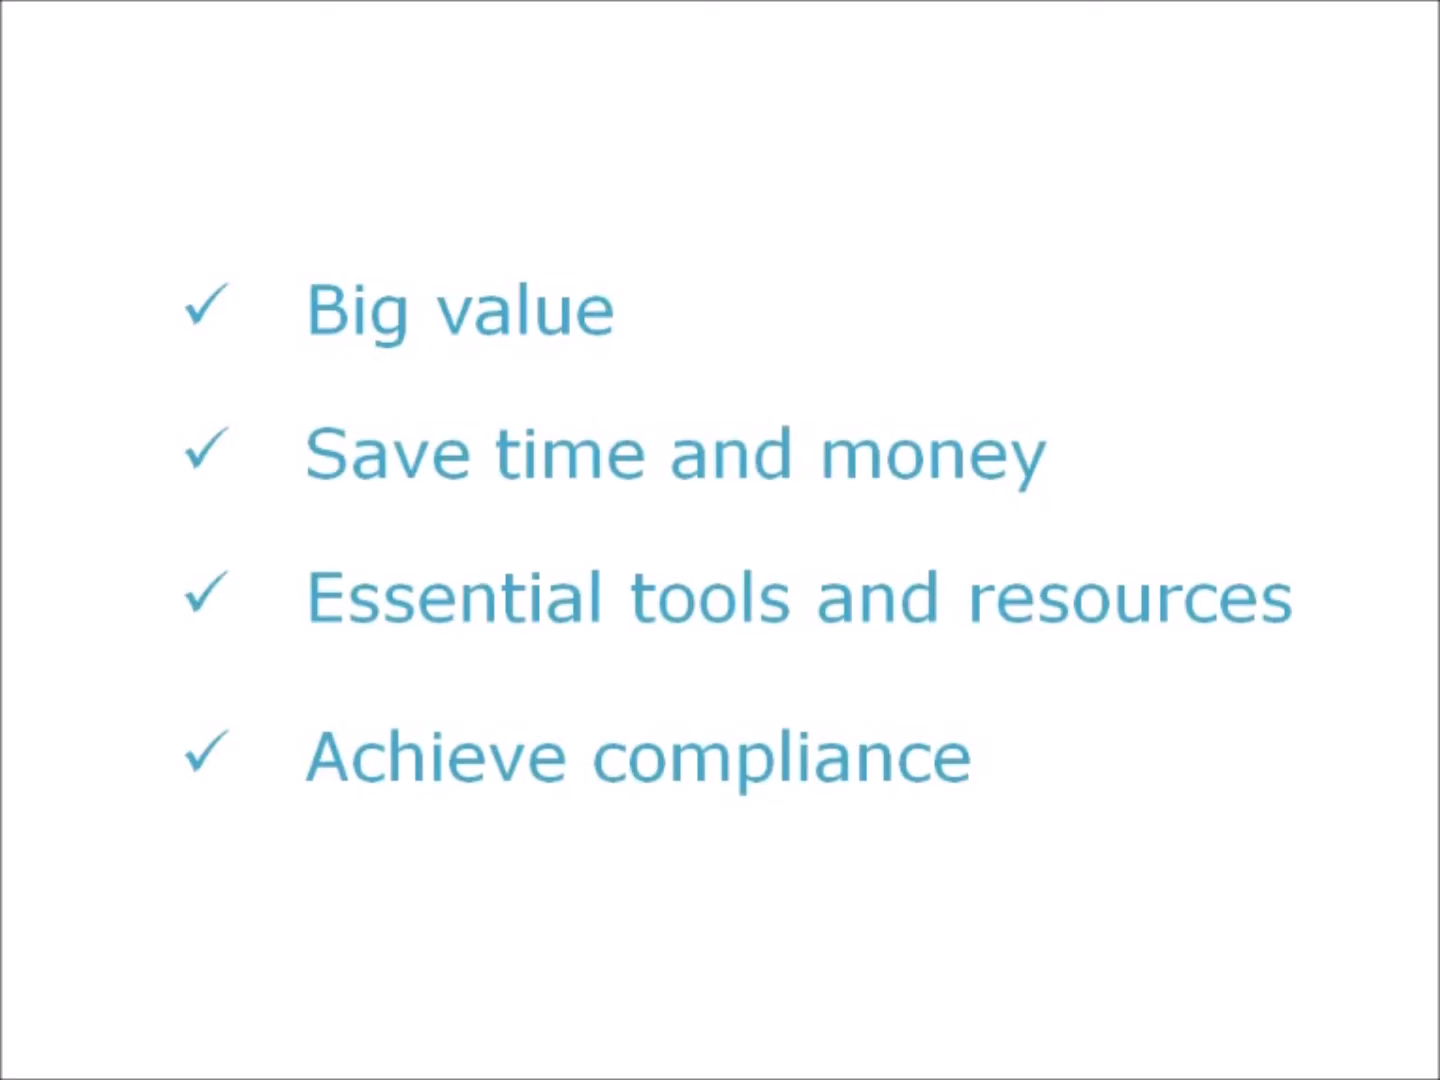 ✓ Big value
✓ Save time and money
✓ Essential tools and resources
✓ Achieve compliance